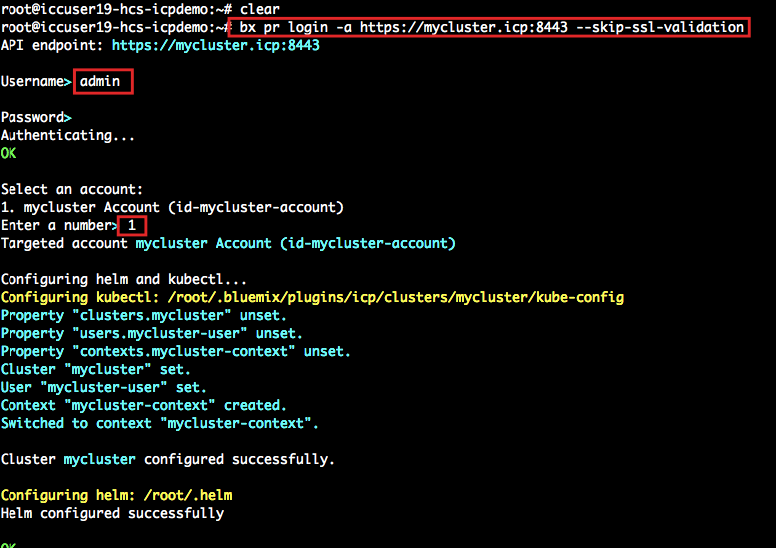 root@iccuser19-hcs-icpdemo:~# clear
root@iccuser19-hcs-icpdemo:~# bx pr login -a https://mycluster.icp:8443 --skip-ssl-validation
API endpoint: https://mycluster.icp:8443
Username> admin
Password>
Authenticating...
OK
Select an account:
1. mycluster Account (id-mycluster-account)
Enter a number> 1
Targeted account mycluster Account (id-mycluster-account)
Configuring helm and kubectl...
Configuring kubectl: /root/.bluemix/plugins/icp/clusters/mycluster/kube-config
Property "clusters.mycluster" unset.
Property "users.mycluster-user" unset.
Property "contexts.mycluster-context" unset.
Cluster "mycluster" set.
User "mycluster-user" set.
Context "mycluster-context" created.
Switched to context "mycluster-context".
Cluster mycluster configured successfully.
Configuring helm: /root/.helm
Helm configured successfully
OK